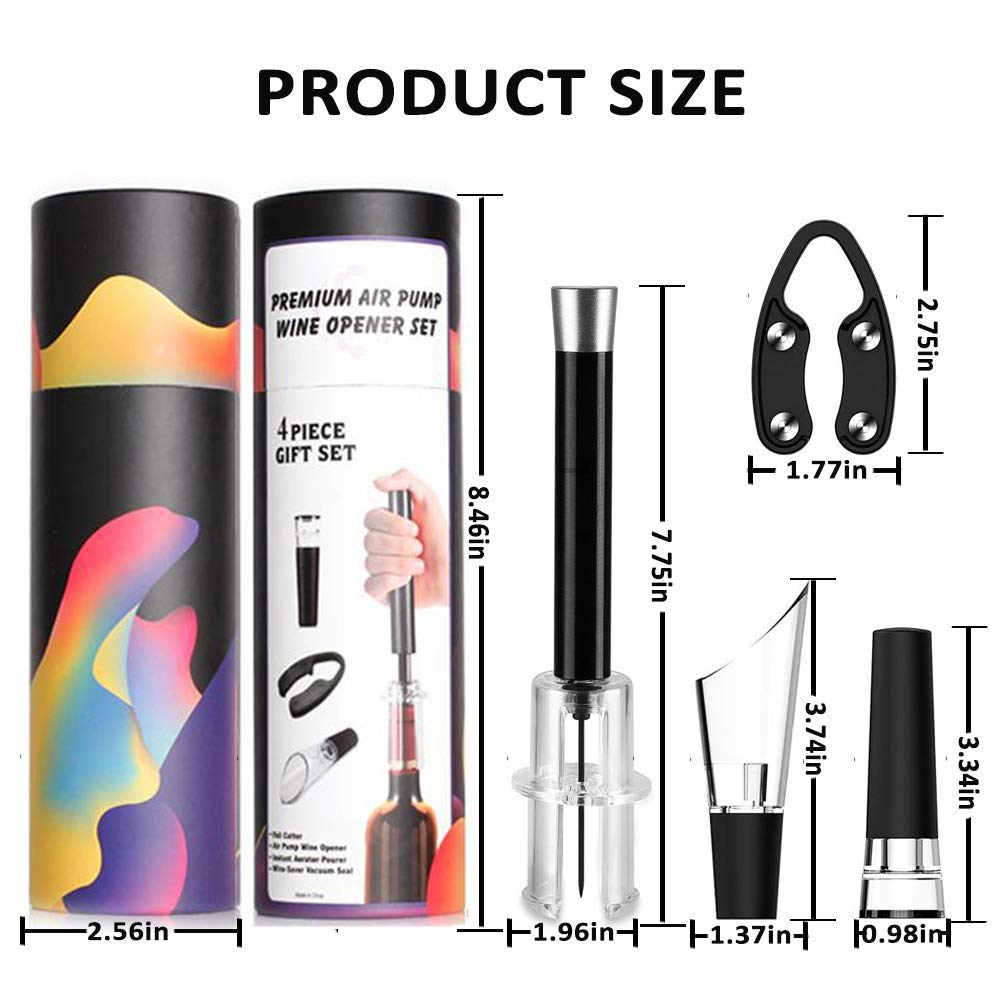 PRODUCT SIZE
PREMIUM AIR PUMP
WINE OPENER SET
4 PIECE
GIFT SET
• Foil Cutter
• Air Pump Wine Opener
• Instant Aerator Pourer
• Wine-Saver Vacuum Seal
Made in China
8.46in
2.56in
7.75in
1.96in
2.75in
1.77in
3.74in
1.37in
3.34in
0.98in